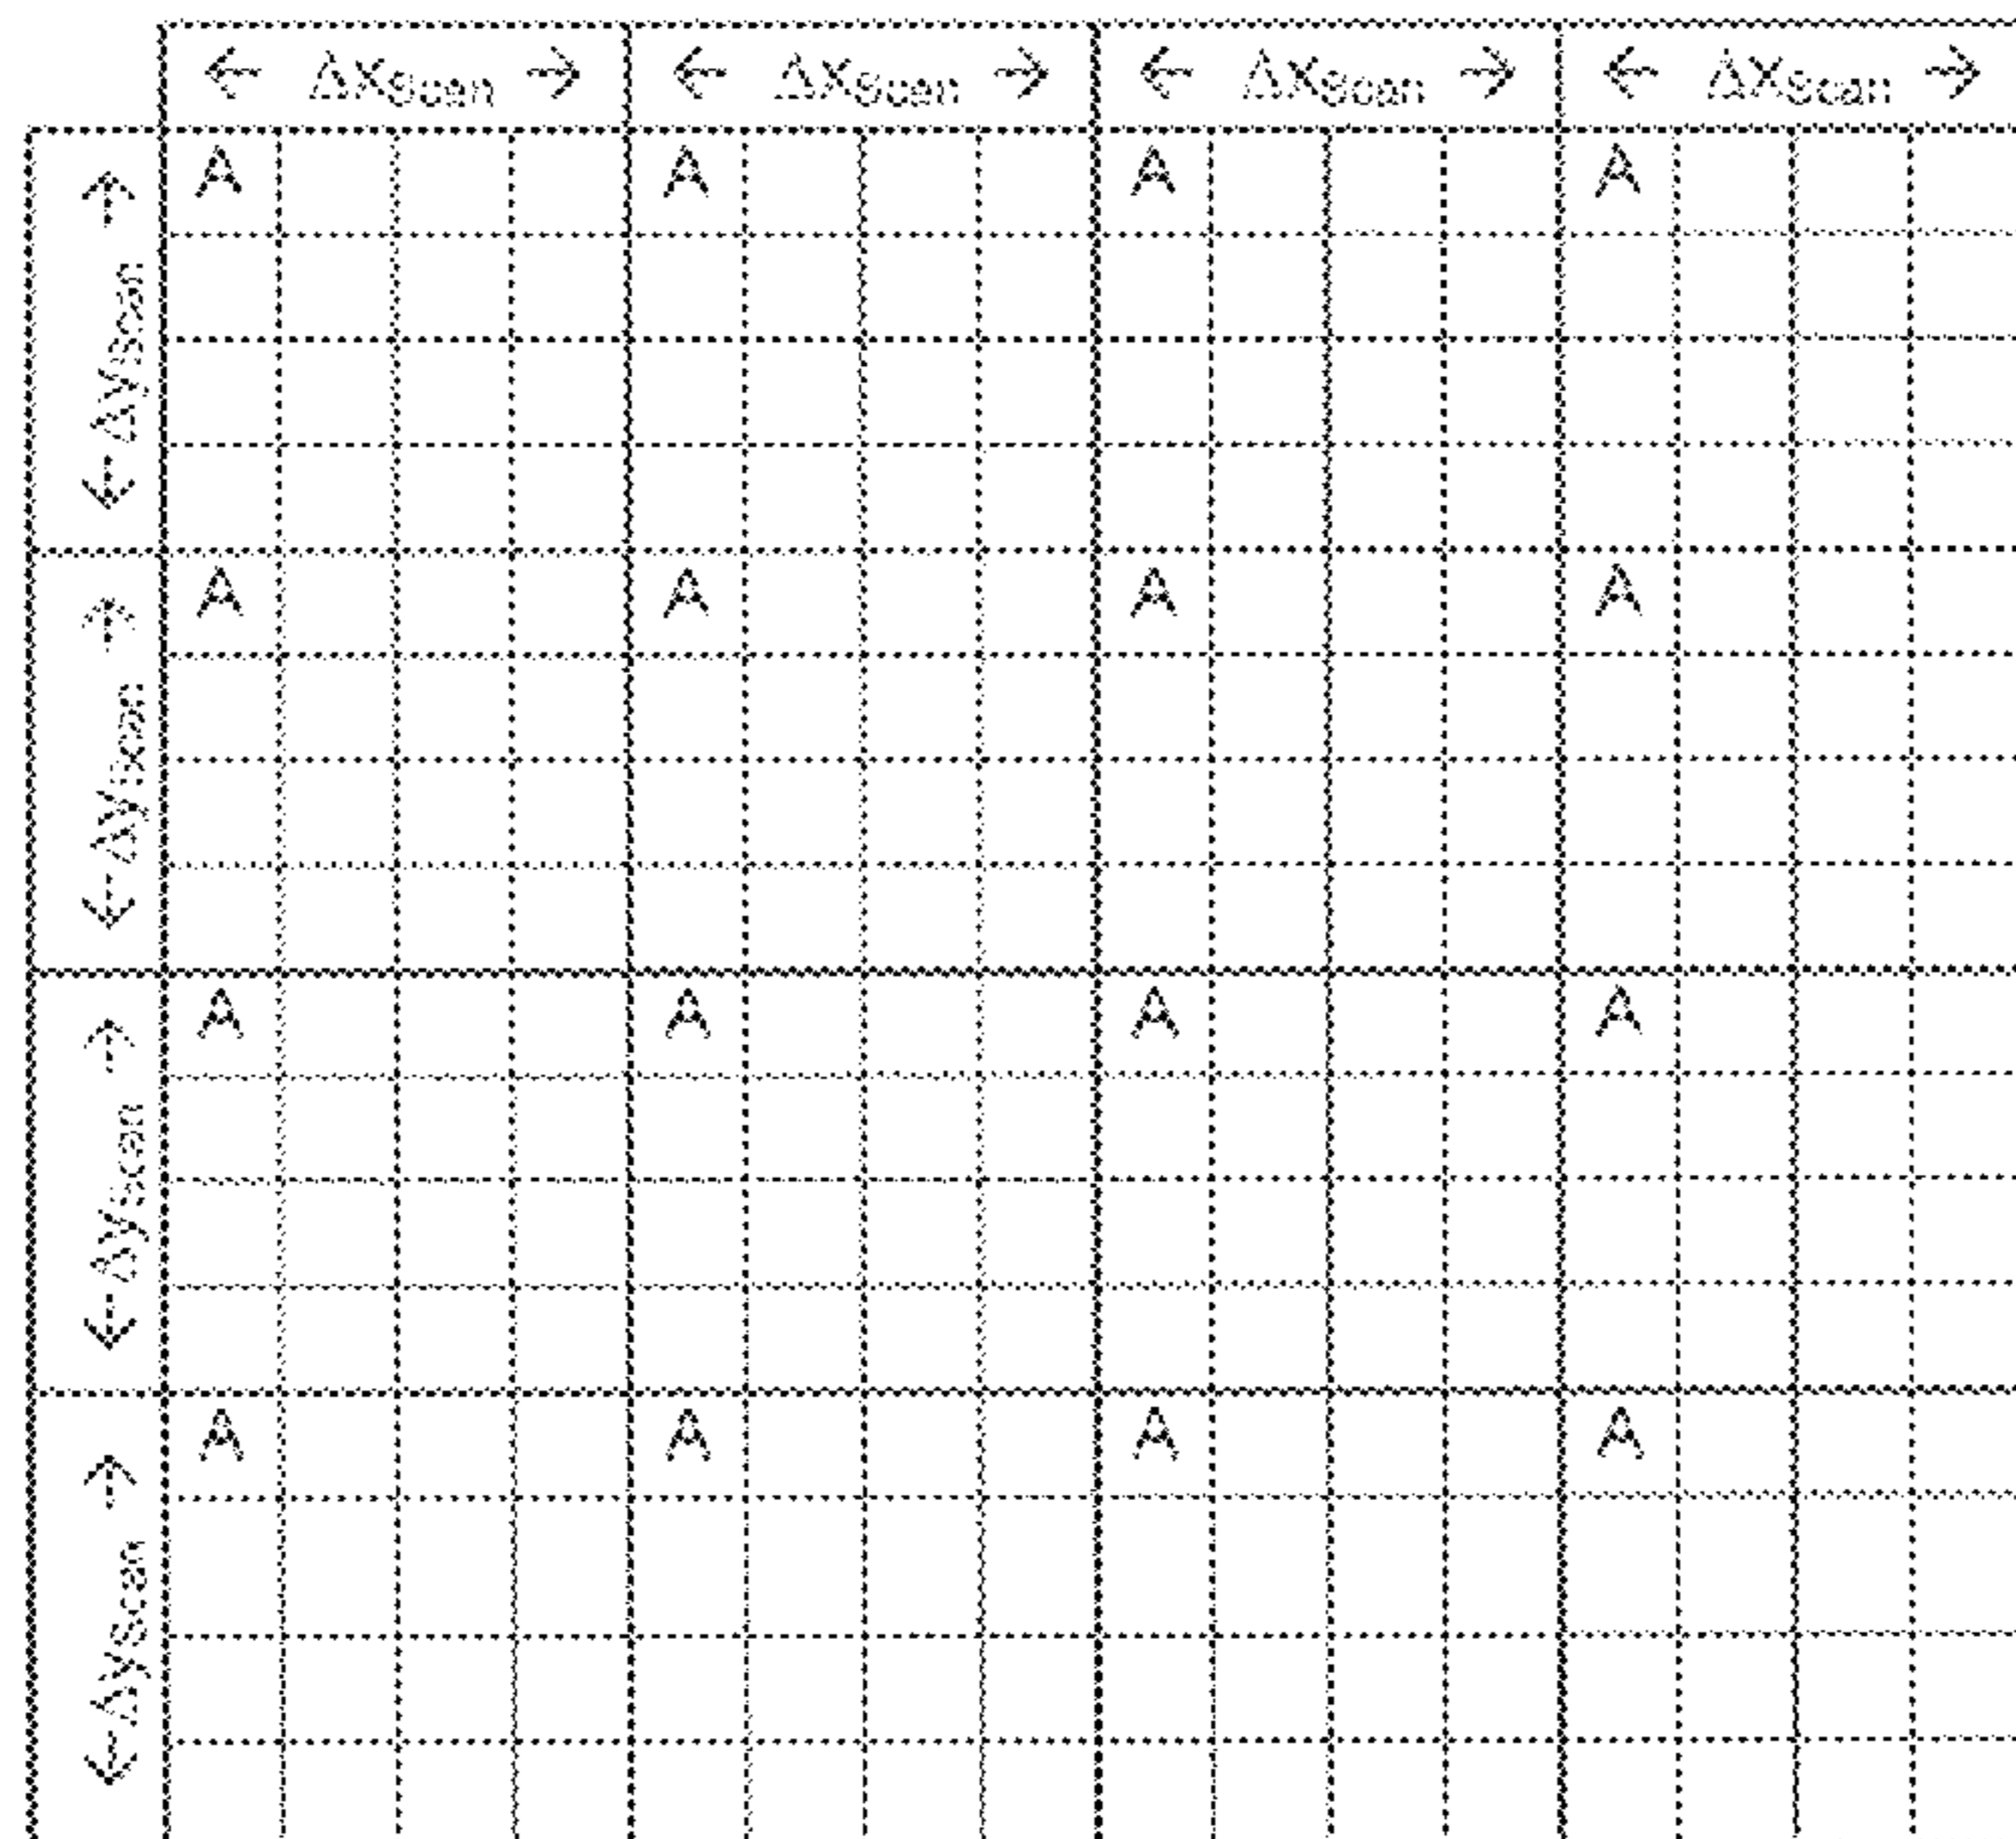 ← ΔxScan → ← ΔxScan → ← ΔxScan → ← ΔxScan →
← Δyscan → A A A A
← Δyscan → A A A A
← Δyscan → A A A A
← Δyscan → A A A A